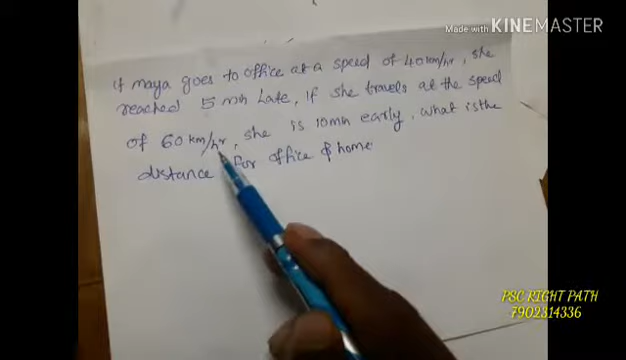 Made with KINEMASTER
if maya goes to office at a speed of 40km/hr, she
reached 5 min Late, If she travels at the speed
of 60 km/hr, she is 10min early. what is the
distance for office & home
PSC RIGHT PATH
7902314336